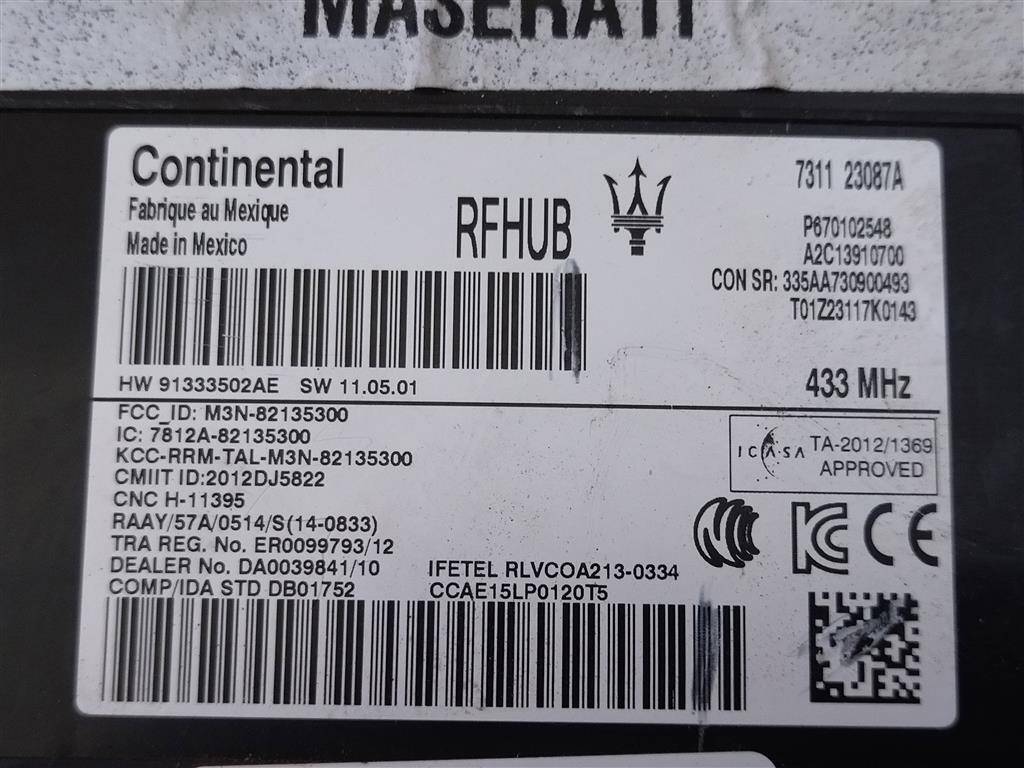 MASERATI
Continental
Fabrique au Mexique
Made in Mexico
RFHUB
7311 23087A
P670102548
A2C13910700
CON SR: 335AA730900493
T01Z23117K0143
HW 91333502AE SW 11.05.01
433 MHz
FCC_ID: M3N-82135300
IC: 7812A-82135300
KCC-RRM-TAL-M3N-82135300
CMIIT ID:2012DJ5822
CNC H-11395
RAAY/57A/0514/S(14-0833)
TRA REG. No. ER0099793/12
DEALER No. DA0039841/10
COMP/IDA STD DB01752
IFETEL RLVCOA213-0334
CCAE15LP0120T5
ICASA TA-2012/1369
APPROVED
CE